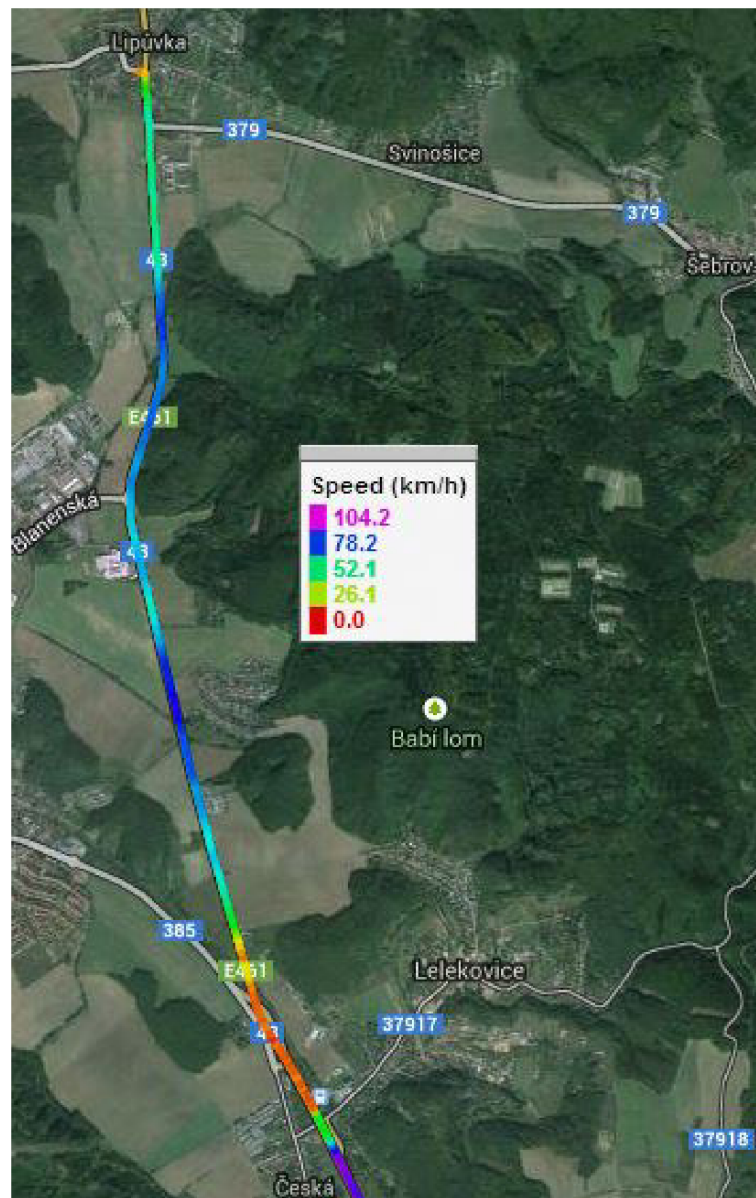 Lipůvka
379
Svinošice
379
43
Šebrov
E461
Speed (km/h)
104.2
78.2
52.1
26.1
0.0
Blanenská
43
Babí lom
385
E461
Lelekovice
43
37917
37918
Česká